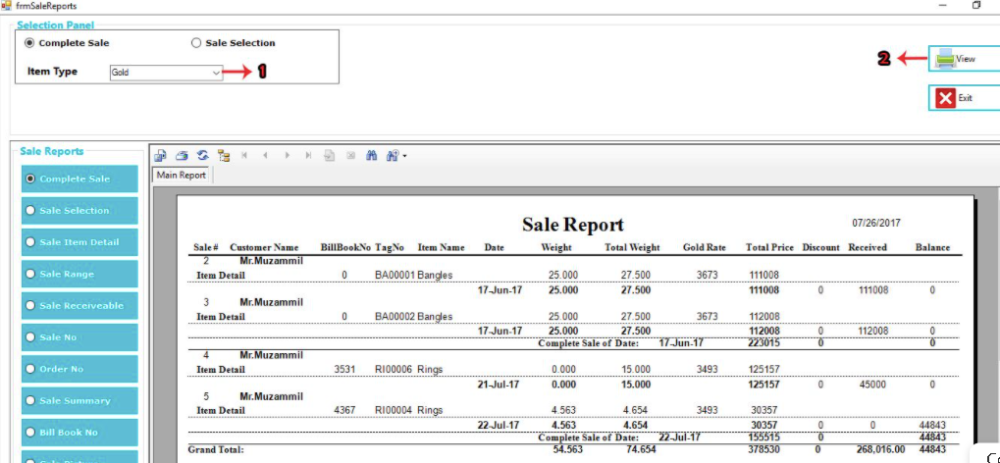 frmSaleReports
Selection Panel
Complete Sale Sale Selection
Item Type Gold 1
2 View
Exit
Sale Reports
Complete Sale
Sale Selection
Sale Item Detail
Sale Range
Sale Receiveable
Sale No
Order No
Sale Summary
Bill Book No
Main Report
Sale Report 07/26/2017
Sale # Customer Name BillBookNo TagNo Item Name Date Weight Total Weight Gold Rate Total Price Discount Received Balance
2 Mr.Muzammil
Item Detail 0 BA00001 Bangles 25.000 27.500 3673 111008
17-Jun-17 25.000 27.500 111008 0 111008 0
3 Mr.Muzammil
Item Detail 0 BA00002 Bangles 25.000 27.500 3673 112008
17-Jun-17 25.000 27.500 112008 0 112008 0
Complete Sale of Date: 17-Jun-17 223015 0 0
4 Mr.Muzammil
Item Detail 3531 RI00006 Rings 0.000 15.000 3493 125157
21-Jul-17 0.000 15.000 125157 0 45000 0
5 Mr.Muzammil
Item Detail 4367 RI00004 Rings 4.563 4.654 3493 30357
22-Jul-17 4.563 4.654 30357 0 0 44843
Complete Sale of Date: 22-Jul-17 155515 0 44843
Grand Total: 54.563 74.654 378530 0 268,016.00 44843